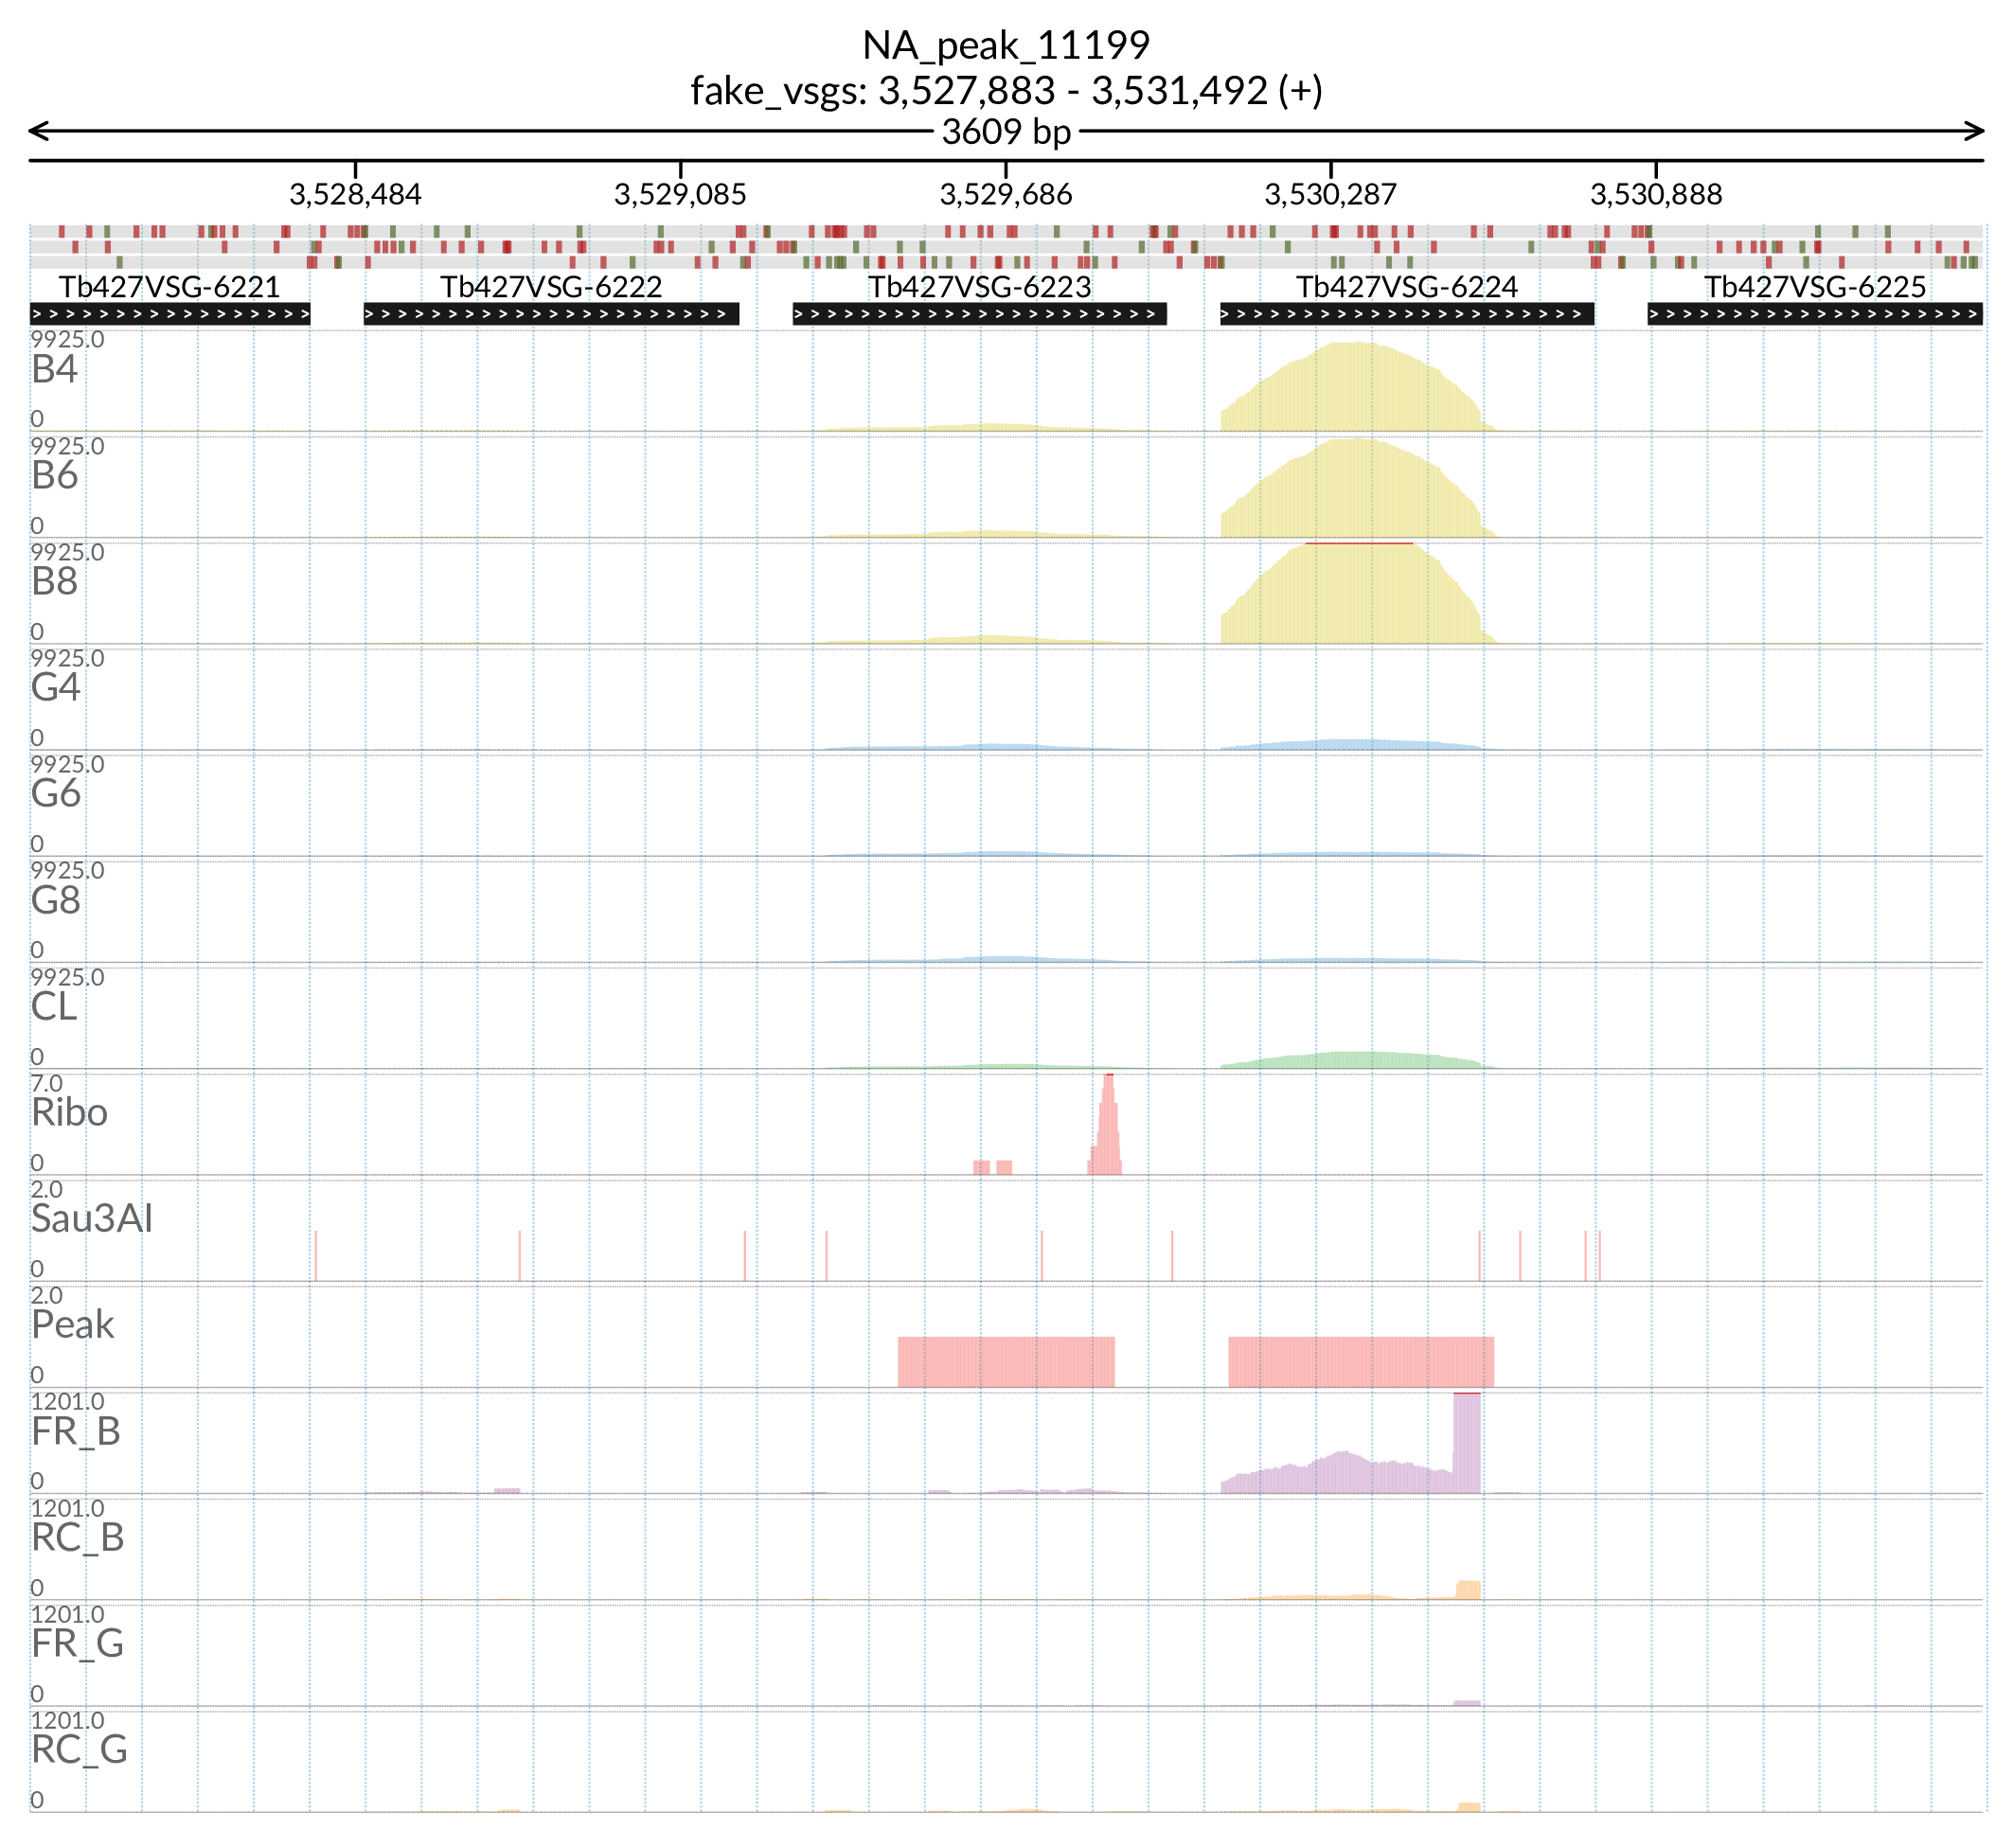 NA_peak_11199
fake_vsgs: 3,527,883 - 3,531,492 (+)
3609 bp
3,528,484 3,529,085 3,529,686 3,530,287 3,530,888
Tb427VSG-6221 Tb427VSG-6222 Tb427VSG-6223 Tb427VSG-6224 Tb427VSG-6225
9925.0
B4
0
9925.0
B6
0
9925.0
B8
0
9925.0
G4
0
9925.0
G6
0
9925.0
G8
0
9925.0
CL
0
7.0
Ribo
0
2.0
Sau3AI
0
2.0
Peak
0
1201.0
FR_B
0
1201.0
RC_B
0
1201.0
FR_G
0
1201.0
RC_G
0